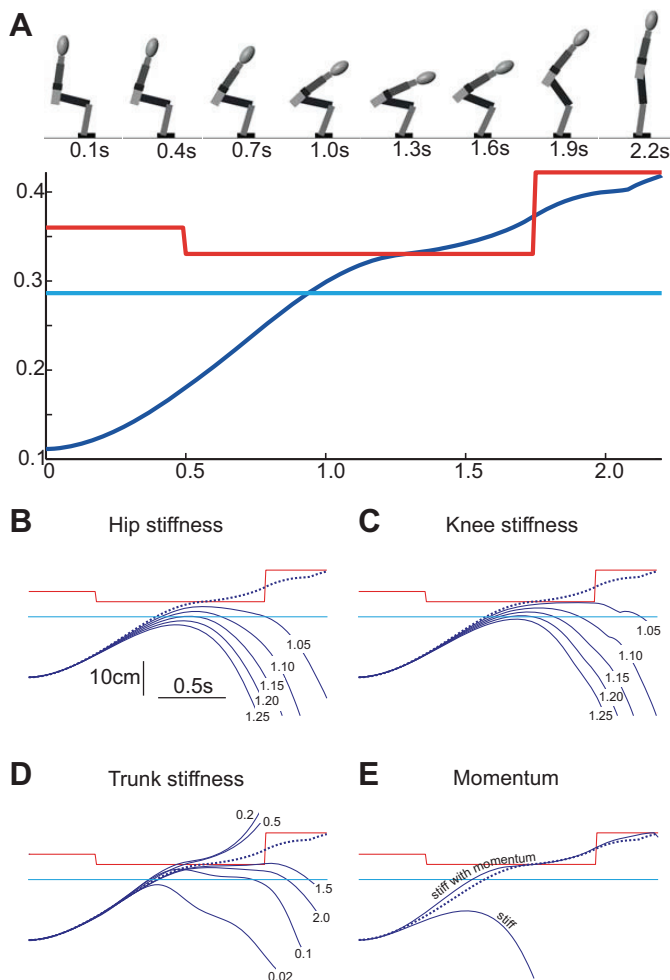 A
0.1s 0.4s 0.7s 1.0s 1.3s 1.6s 1.9s 2.2s
0.4
0.3
0.2
0.1
0 0.5 1.0 1.5 2.0
B Hip stiffness
1.05
1.10
1.15
1.20
1.25
10cm
0.5s
C Knee stiffness
1.05
1.10
1.15
1.20
1.25
D Trunk stiffness
0.2
0.5
1.5
2.0
0.1
0.02
E Momentum
stiff with momentum
stiff